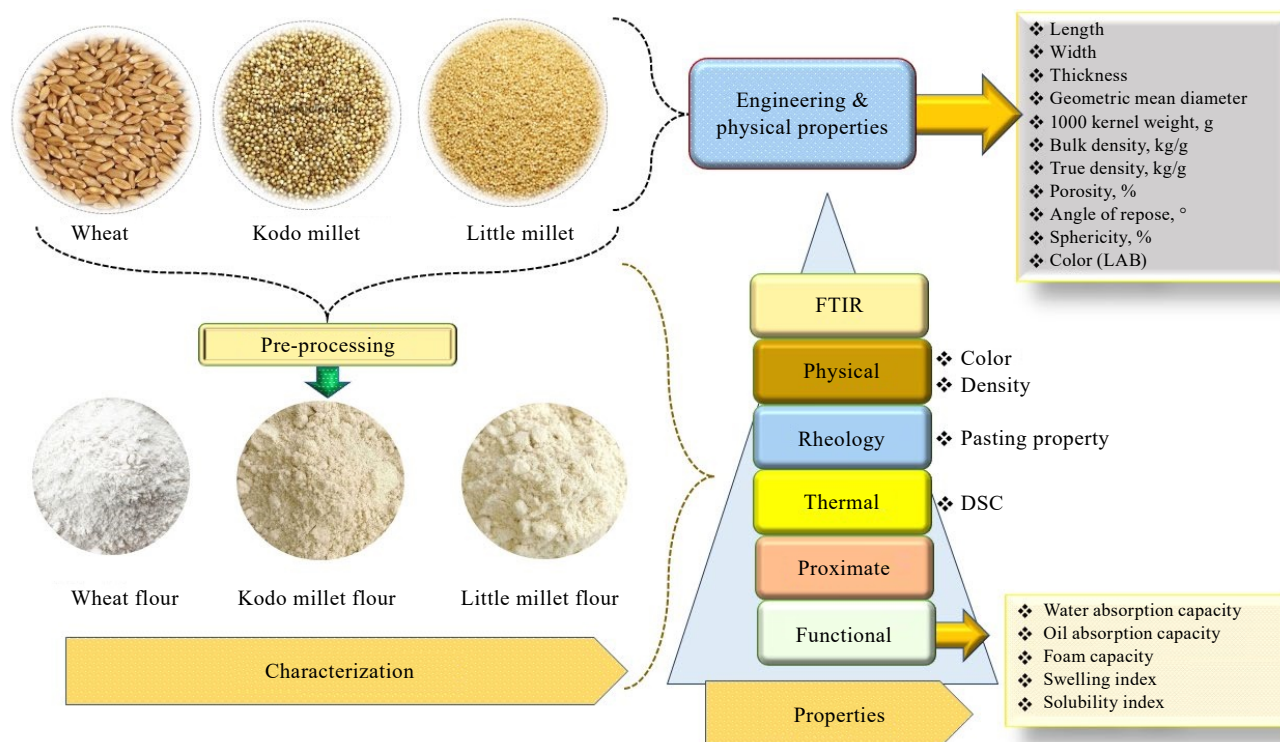 Wheat
Kodo millet
Little millet
Engineering &
physical properties
❖ Length
❖ Width
❖ Thickness
❖ Geometric mean diameter
❖ 1000 kernel weight, g
❖ Bulk density, kg/g
❖ True density, kg/g
❖ Porosity, %
❖ Angle of repose, °
❖ Sphericity, %
❖ Color (LAB)
Pre-processing
Wheat flour
Kodo millet flour
Little millet flour
Characterization
FTIR
Physical
❖ Color
❖ Density
Rheology
❖ Pasting property
Thermal
❖ DSC
Proximate
Functional
❖ Water absorption capacity
❖ Oil absorption capacity
❖ Foam capacity
❖ Swelling index
❖ Solubility index
Properties